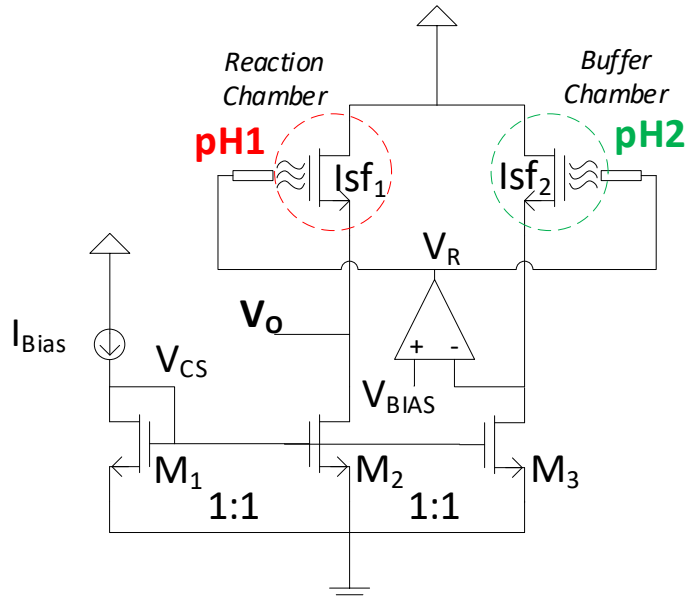 Reaction
Chamber
Buffer
Chamber
pH1
pH2
Isf1
Isf2
VR
VO
IBias
VCS
+ -
VBIAS
M1
M2
M3
1:1
1:1